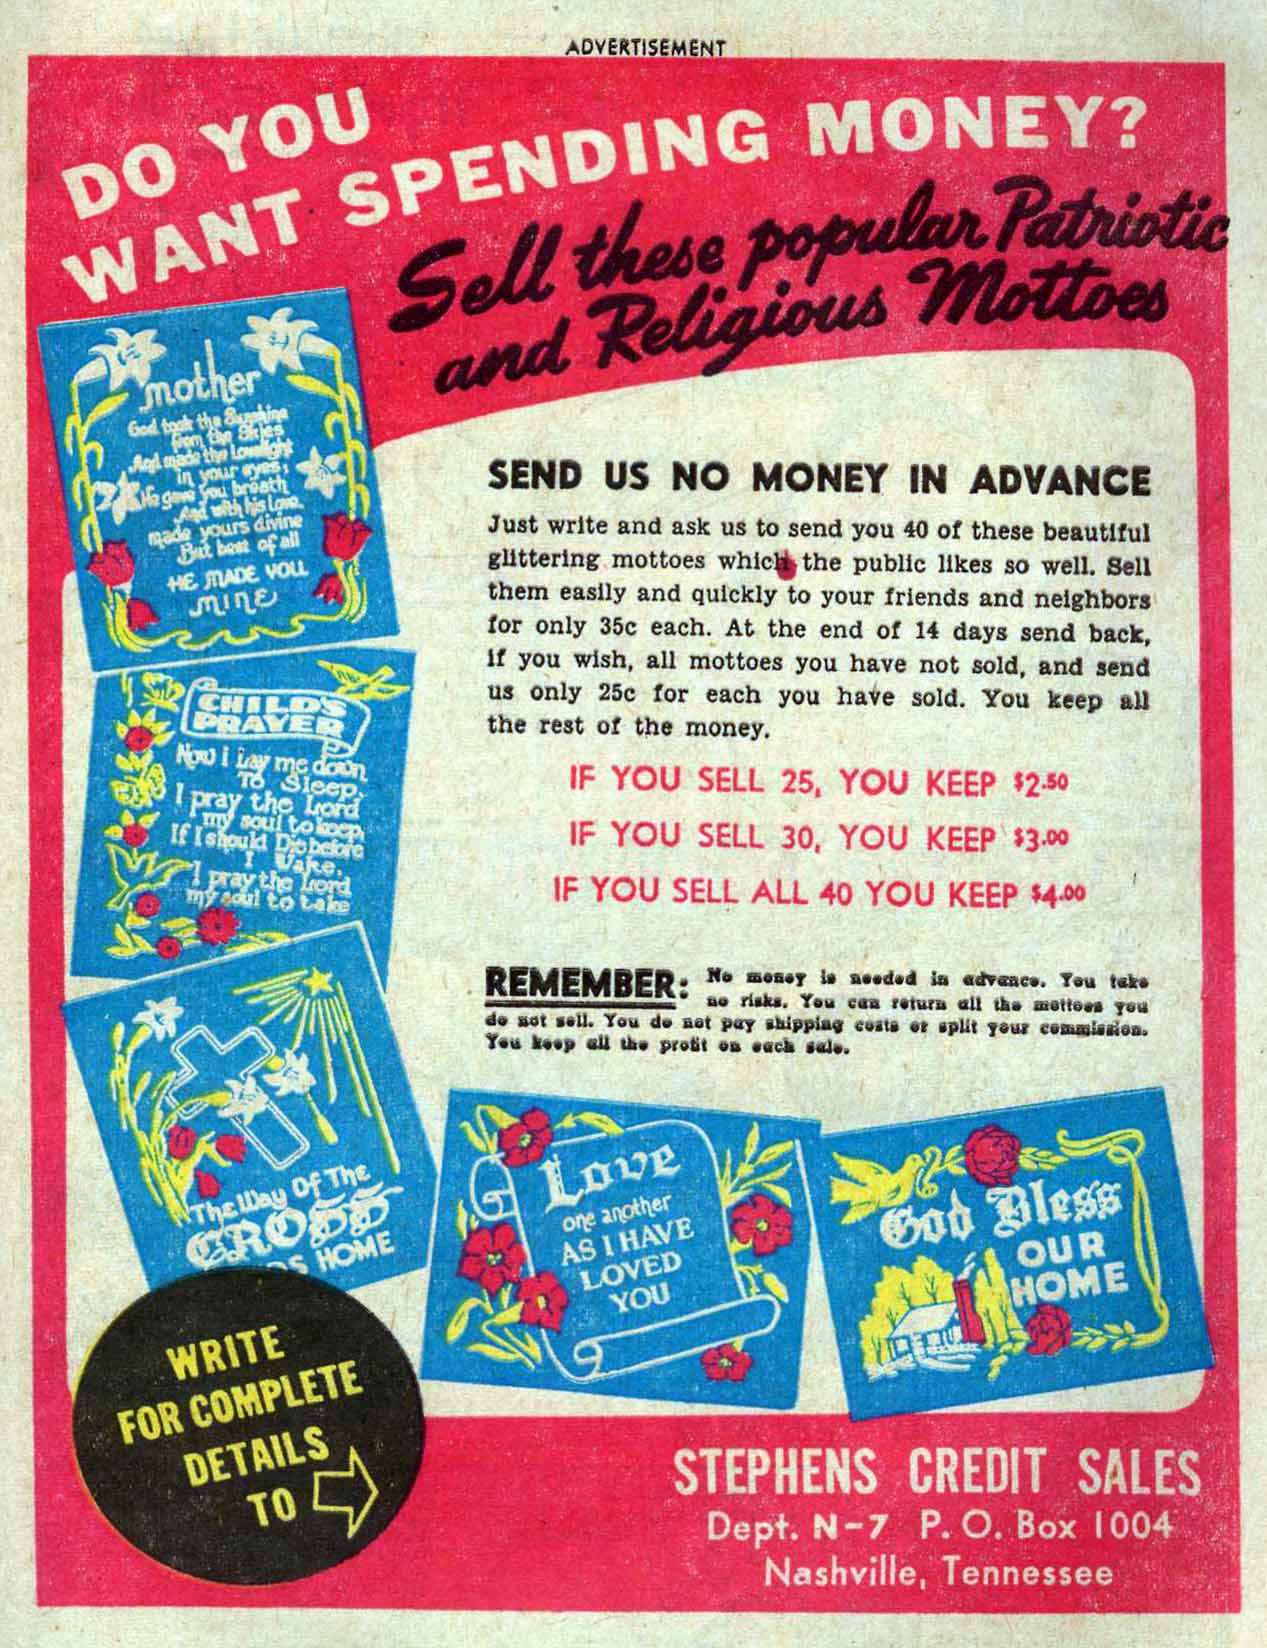 ADVERTISEMENT
DO YOU
WANT SPENDING MONEY?
Sell these popular Patriotic
and Religious Mottoes
mother
God took the Sunshine
from the Skies
And made the Lovelight
in your eyes;
He gave you breath
And with his Love,
made yours divine
But best of all
HE MADE YOU
MINE
SEND US NO MONEY IN ADVANCE
Just write and ask us to send you 40 of these beautiful
glittering mottoes which the public likes so well. Sell
them easily and quickly to your friends and neighbors
for only 35c each. At the end of 14 days send back,
if you wish, all mottoes you have not sold, and send
us only 25c for each you have sold. You keep all
the rest of the money.
IF YOU SELL 25, YOU KEEP $2.50
IF YOU SELL 30, YOU KEEP $3.00
IF YOU SELL ALL 40 YOU KEEP $4.00
CHILD'S
PRAYER
Now I Lay me down
To Sleep,
I pray the Lord
my soul to keep
If I should Die before
I Wake,
I pray the Lord
my soul to take
REMEMBER: No money is needed in advance. You take
no risks. You can return all the mottoes you
do not sell. You do not pay shipping costs or split your commission.
You keep all the profit on each sale.
The Way Of The
CROSS
HOME
Love
one another
AS I HAVE
LOVED
YOU
God Bless
OUR
HOME
WRITE
FOR COMPLETE
DETAILS
TO
STEPHENS CREDIT SALES
Dept. N-7 P. O. Box 1004
Nashville, Tennessee